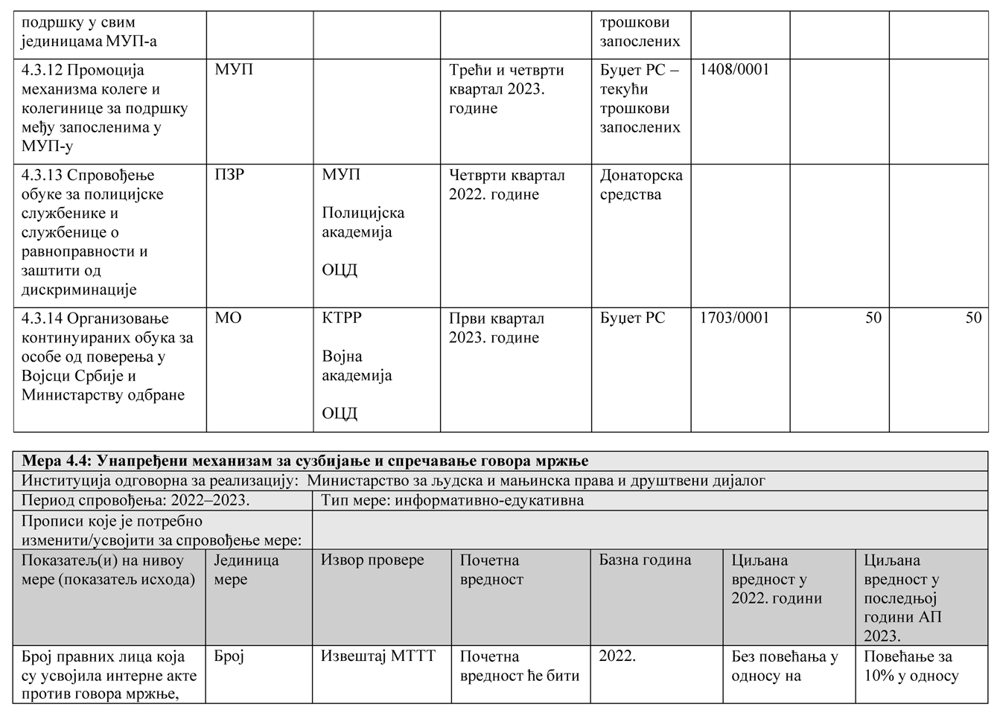 подршку у свим
јединицама МУП-а
трошкови
запослених
4.3.12 Промоција
механизма колеге и
колегинице за подршку
међу запосленима у
МУП-у
МУП
Трећи и четврти
квартал 2023.
године
Буџет РС –
текући
трошкови
запослених
1408/0001
4.3.13 Спровођење
обуке за полицијске
службенике и
службенице о
равноправности и
заштити од
дискриминације
ПЗР
МУП
Полицијска
академија
ОЦД
Четврти квартал
2022. године
Донаторска
средства
4.3.14 Организовање
континуираних обука за
особе од поверења у
Војсци Србије и
Министарству одбране
МО
КТРР
Војна
академија
ОЦД
Први квартал
2023. године
Буџет РС
1703/0001
50
50
Мера 4.4: Унапређени механизам за сузбијање и спречавање говора мржње
Институција одговорна за реализацију: Министарство за људска и мањинска права и друштвени дијалог
Период спровођења: 2022–2023.
Тип мере: информативно-едукативна
Прописи које је потребно
изменити/усвојити за спровођење мере:
Показатељ(и) на нивоу
мере (показатељ исхода)
Јединица
мере
Извор провере
Почетна
вредност
Базна година
Циљана
вредност у
2022. години
Циљана
вредност у
последњој
години АП
2023.
Број правних лица која
су усвојила интерне акте
против говора мржње,
Број
Извештај МТТТ
Почетна
вредност ће бити
2022.
Без повећања у
односу на
Повећање за
10% у односу